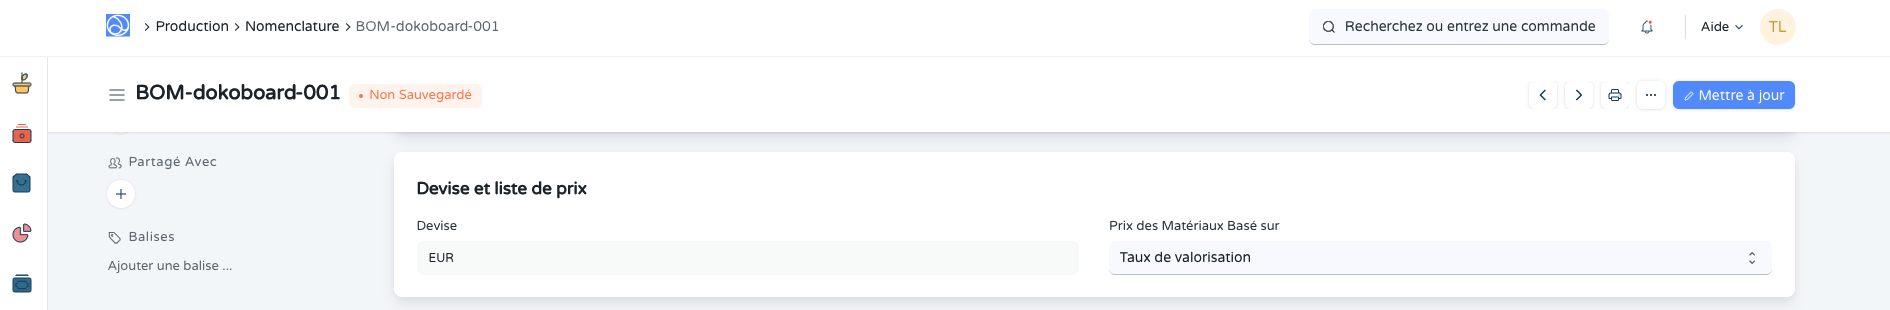 Production > Nomenclature > BOM-dokoboard-001
Recherchez ou entrez une commande
Aide
TL
BOM-dokoboard-001
Non Sauvegardé
...
Mettre à jour
Partagé Avec
+
Balises
Ajouter une balise ...
Devise et liste de prix
Devise
EUR
Prix des Matériaux Basé sur
Taux de valorisation